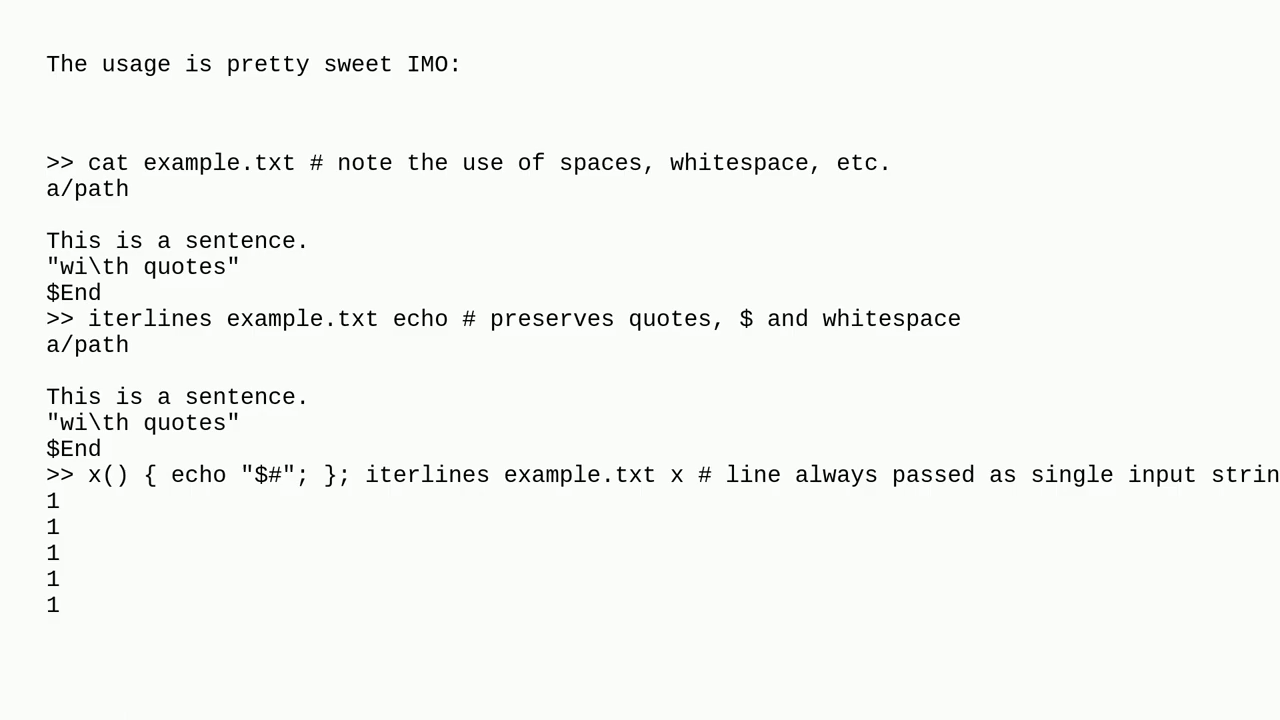 The usage is pretty sweet IMO:
>> cat example.txt # note the use of spaces, whitespace, etc.
a/path
This is a sentence.
"wi\th quotes"
$End
>> iterlines example.txt echo # preserves quotes, $ and whitespace
a/path
This is a sentence.
"wi\th quotes"
$End
>> x() { echo "$#"; }; iterlines example.txt x # line always passed as single input strin
1
1
1
1
1